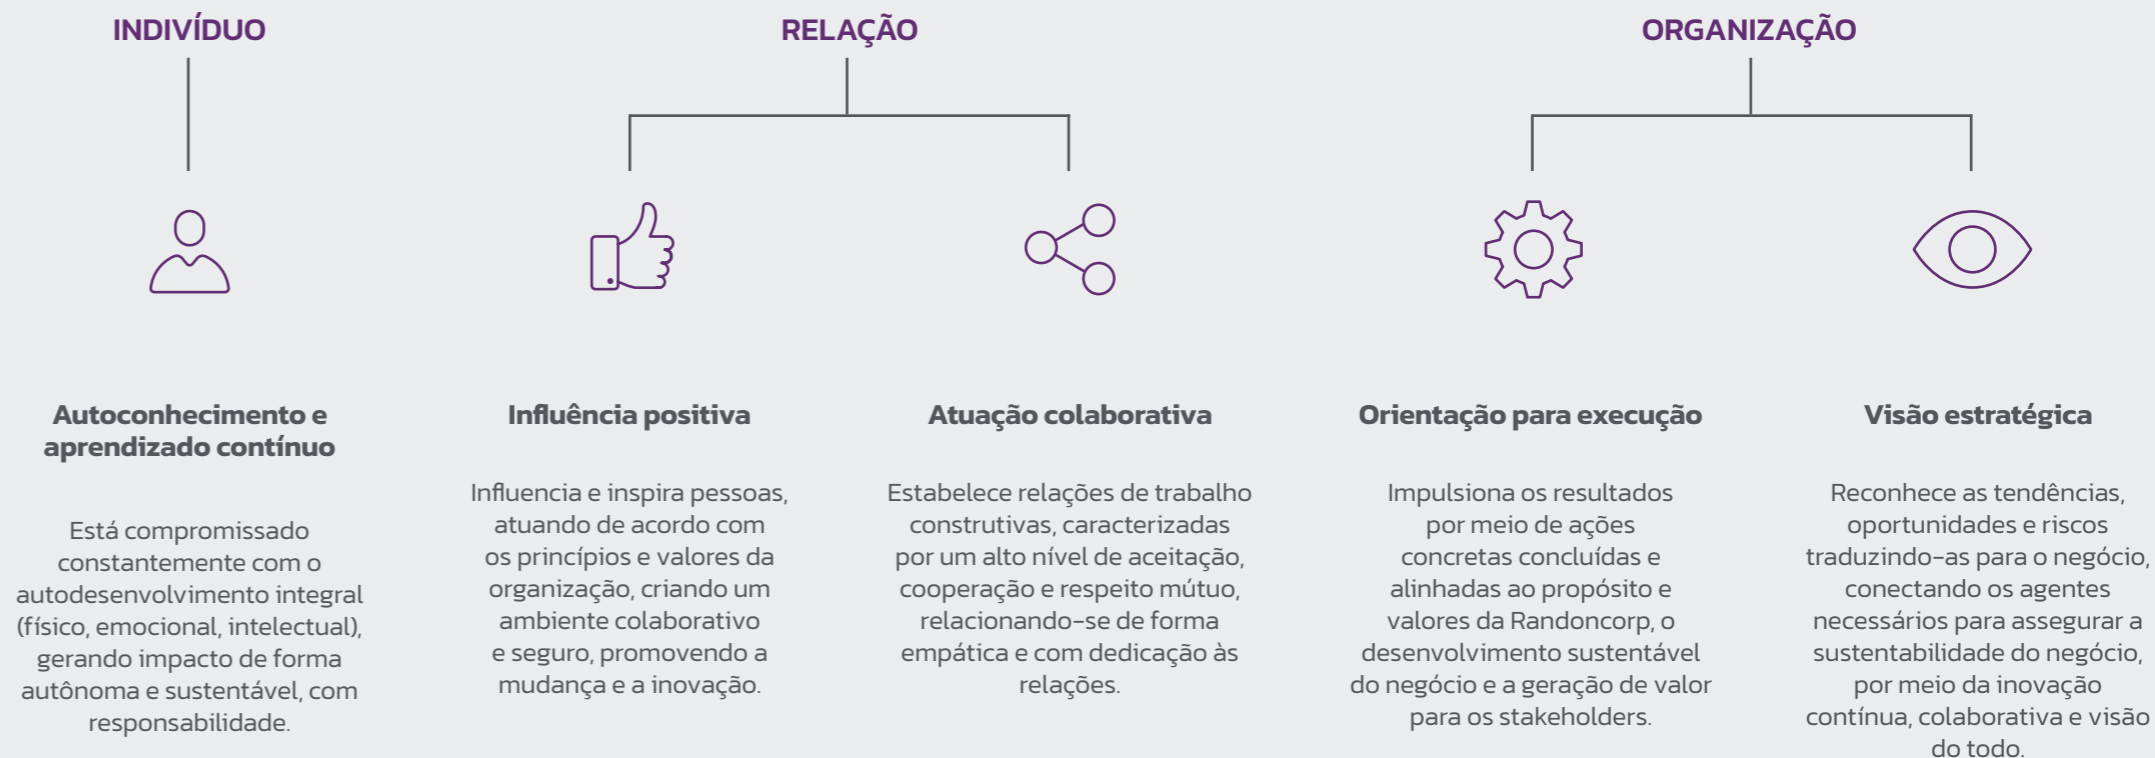 INDIVÍDUO
RELAÇÃO
ORGANIZAÇÃO
Autoconhecimento e
aprendizado contínuo
Está compromissado
constantemente com o
autodesenvolvimento integral
(físico, emocional, intelectual),
gerando impacto de forma
autônoma e sustentável, com
responsabilidade.
Influência positiva
Influencia e inspira pessoas,
atuando de acordo com
os princípios e valores da
organização, criando um
ambiente colaborativo
e seguro, promovendo a
mudança e a inovação.
Atuação colaborativa
Estabelece relações de trabalho
construtivas, caracterizadas
por um alto nível de aceitação,
cooperação e respeito mútuo,
relacionando-se de forma
empática e com dedicação às
relações.
Orientação para execução
Impulsiona os resultados
por meio de ações
concretas concluídas e
alinhadas ao propósito e
valores da Randoncorp, o
desenvolvimento sustentável
do negócio e a geração de valor
para os stakeholders.
Visão estratégica
Reconhece as tendências,
oportunidades e riscos
traduzindo-as para o negócio,
conectando os agentes
necessários para assegurar a
sustentabilidade do negócio,
por meio da inovação
contínua, colaborativa e visão
do todo.